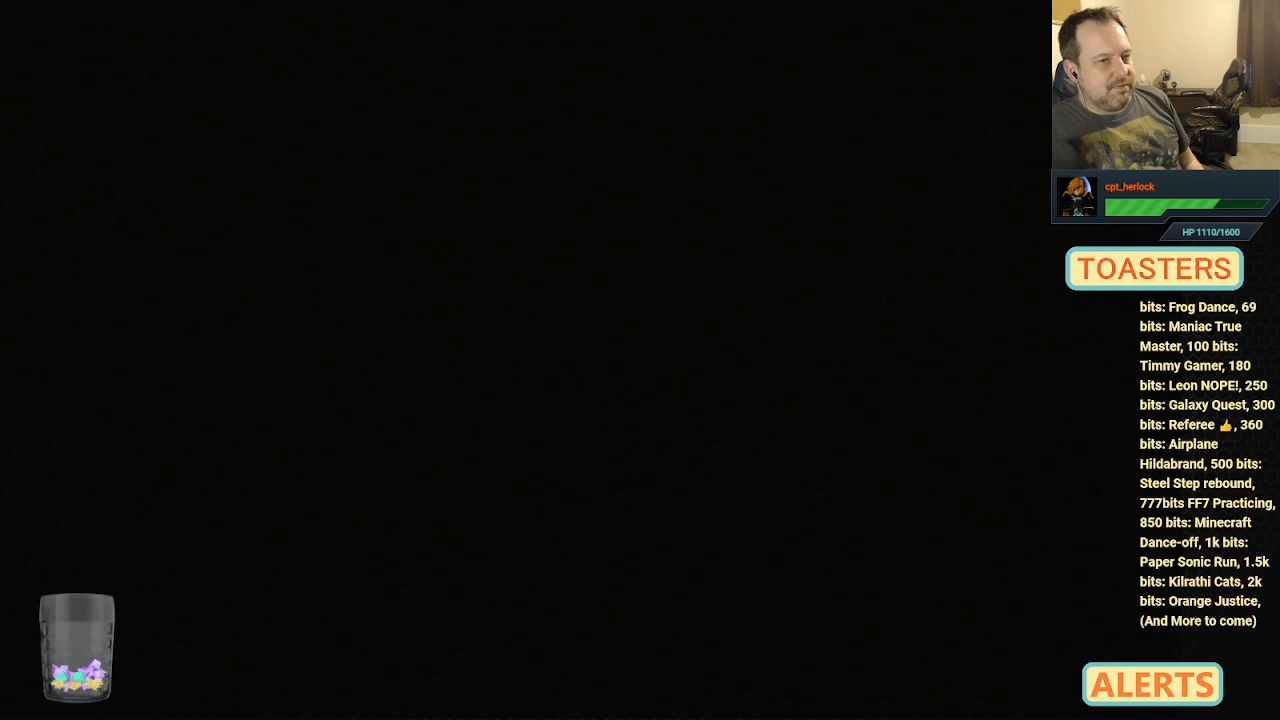 cpt_herlock
HP 1110/1600
TOASTERS
bits: Frog Dance, 69
bits: Maniac True
Master, 100 bits:
Timmy Gamer, 180
bits: Leon NOPE!, 250
bits: Galaxy Quest, 300
bits: Referee 👍, 360
bits: Airplane
Hildabrand, 500 bits:
Steel Step rebound,
777bits FF7 Practicing,
850 bits: Minecraft
Dance-off, 1k bits:
Paper Sonic Run, 1.5k
bits: Kilrathi Cats, 2k
bits: Orange Justice,
(And More to come)
ALERTS